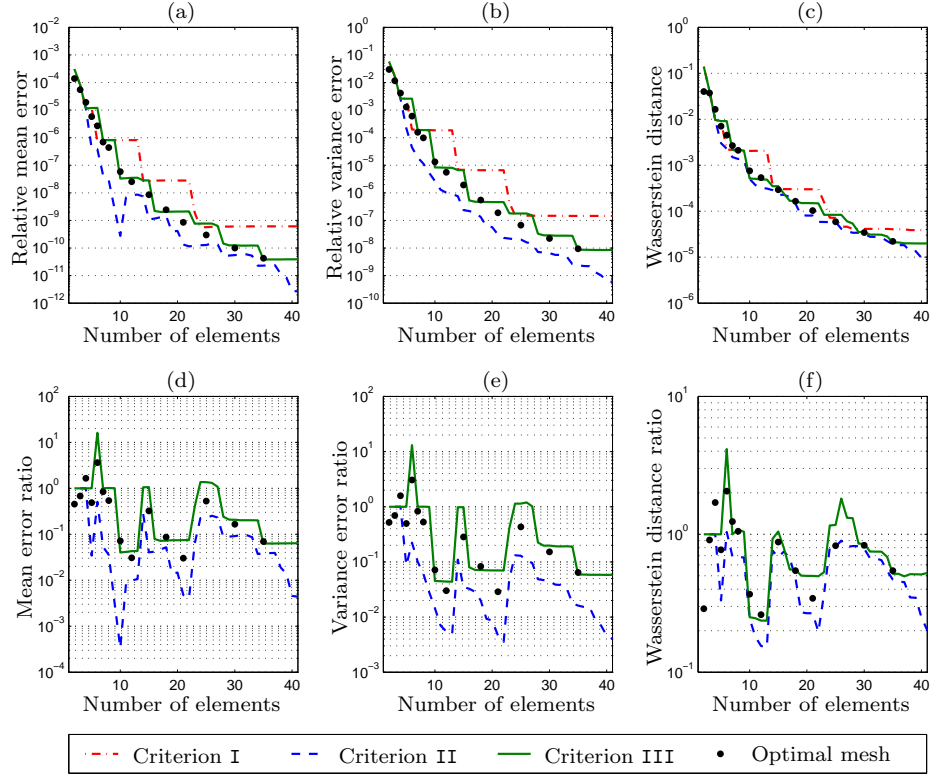 (a) (b) (c)
Relative mean error
10^-2
10^-3
10^-4
10^-5
10^-6
10^-7
10^-8
10^-9
10^-10
10^-11
10^-12
10 20 30 40
Number of elements
Relative variance error
10^0
10^-1
10^-2
10^-3
10^-4
10^-5
10^-6
10^-7
10^-8
10^-9
10^-10
10 20 30 40
Number of elements
Wasserstein distance
10^0
10^-1
10^-2
10^-3
10^-4
10^-5
10^-6
10 20 30 40
Number of elements
(d) (e) (f)
Mean error ratio
10^2
10^1
10^0
10^-1
10^-2
10^-3
10^-4
10 20 30 40
Number of elements
Variance error ratio
10^2
10^1
10^0
10^-1
10^-2
10^-3
10 20 30 40
Number of elements
Wasserstein distance ratio
10^1
10^0
10^-1
10 20 30 40
Number of elements
Criterion I Criterion II Criterion III Optimal mesh